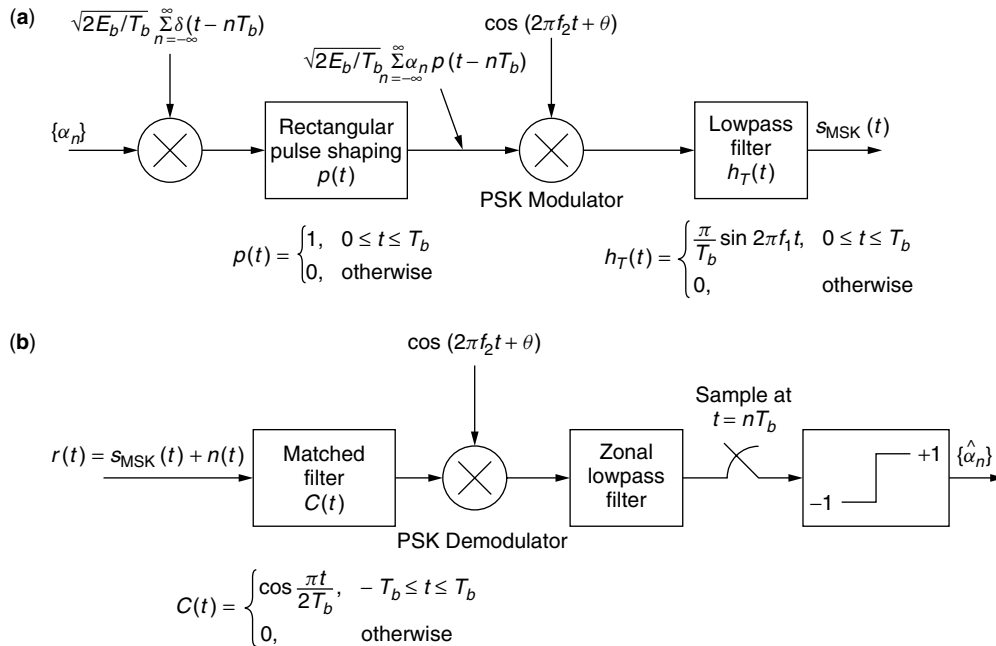 (a)
√2E_b/T_b ∑_{n=−∞}^{∞} δ(t − nT_b)
cos (2πf_2t + θ)
√2E_b/T_b ∑_{n=−∞}^{∞} α_n p (t − nT_b)
{α_n}
Rectangular
pulse shaping
p(t)
PSK Modulator
Lowpass
filter
h_T(t)
s_MSK (t)
p(t) = { 1, 0 ≤ t ≤ T_b
0, otherwise
h_T(t) = { π/T_b sin 2πf_1t, 0 ≤ t ≤ T_b
0, otherwise
(b)
cos (2πf_2t + θ)
r(t) = s_MSK (t) + n(t)
Matched
filter
C(t)
PSK Demodulator
Zonal
lowpass
filter
Sample at
t = nT_b
+1
−1
{α̂_n}
C(t) = { cos πt/2T_b, − T_b ≤ t ≤ T_b
0, otherwise